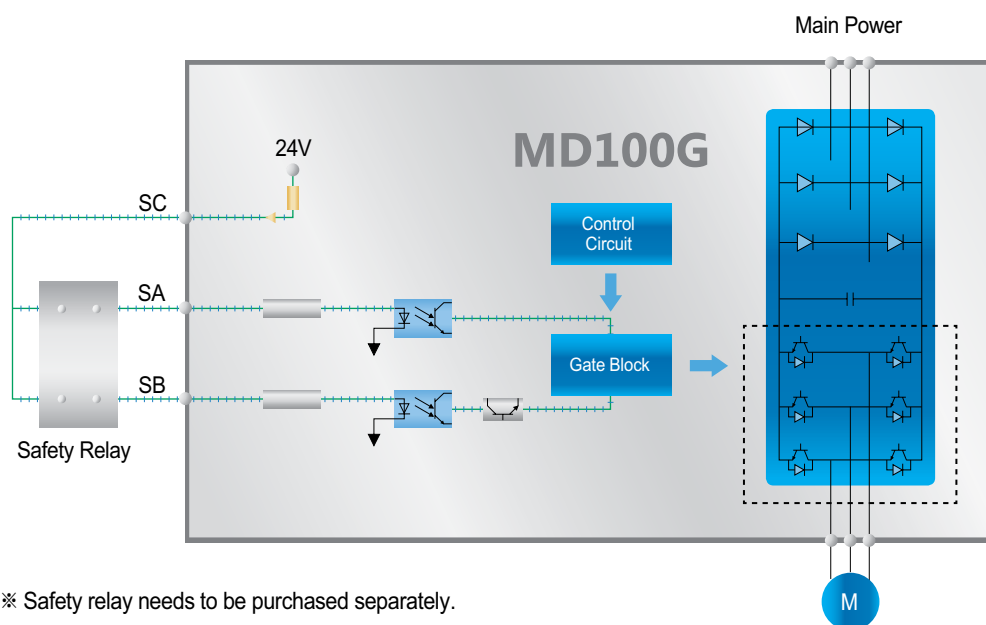 Main Power
MD100G
24V
SC
Control
Circuit
SA
Gate Block
SB
Safety Relay
M
※ Safety relay needs to be purchased separately.